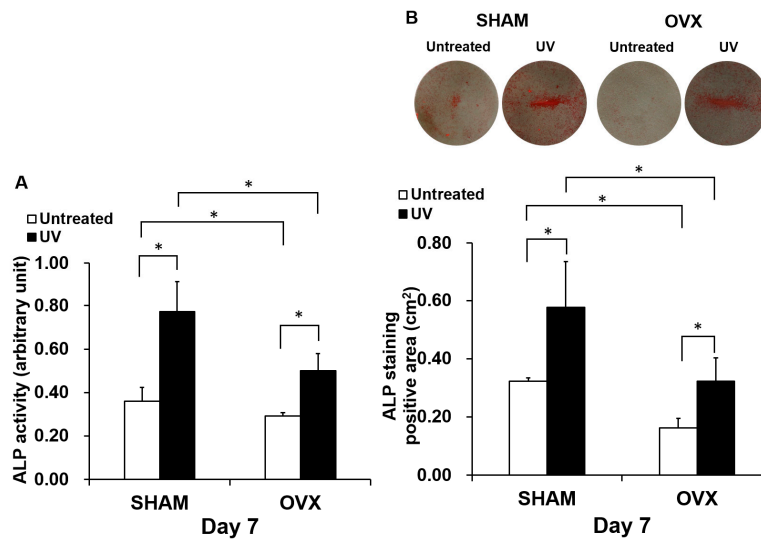 B
SHAM OVX
Untreated UV Untreated UV
A
*
*
Untreated
UV
*
*
1.00
0.80
0.60
0.40
0.20
0.00
ALP activity (arbitrary unit)
SHAM OVX
Day 7
*
*
Untreated
UV
*
*
0.80
0.60
0.40
0.20
0.00
ALP staining
positive area (cm2)
SHAM OVX
Day 7